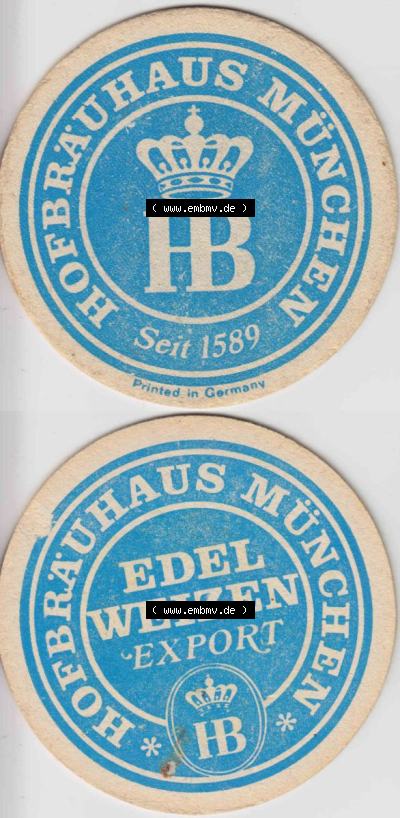 HOFBRÄUHAUS MÜNCHEN
( www.embmv.de )
HB
Seit 1589
Printed in Germany
HOFBRÄUHAUS MÜNCHEN
EDEL
WEIZEN
( www.embmv.de )
EXPORT
HB
* *